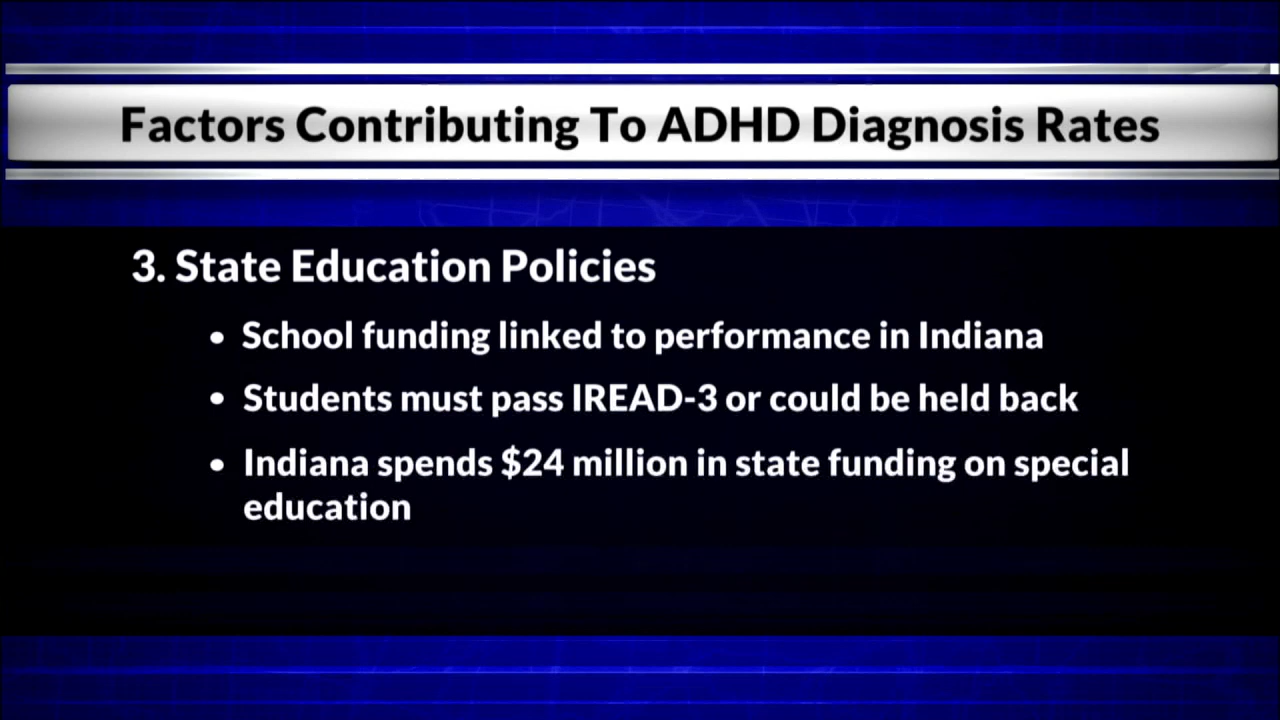 Factors Contributing To ADHD Diagnosis Rates
3. State Education Policies
• School funding linked to performance in Indiana
• Students must pass IREAD-3 or could be held back
• Indiana spends $24 million in state funding on special
education